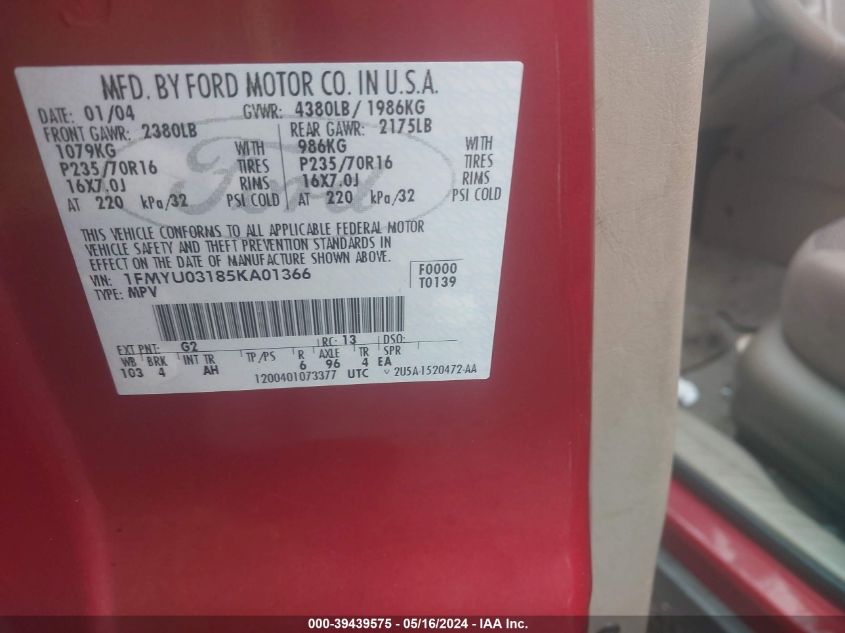 MFD. BY FORD MOTOR CO. IN U.S.A.
DATE: 01/04 GVWR: 4380LB/ 1986KG
FRONT GAWR: 2380LB REAR GAWR: 2175LB
1079KG WITH 986KG WITH
P235/70R16 TIRES P235/70R16 TIRES
16X7.0J RIMS 16X7.0J RIMS
AT 220 kPa/32 PSI COLD AT 220 kPa/32 PSI COLD
Ford
THIS VEHICLE CONFORMS TO ALL APPLICABLE FEDERAL MOTOR
VEHICLE SAFETY AND THEFT PREVENTION STANDARDS IN
EFFECT ON THE DATE OF MANUFACTURE SHOWN ABOVE.
VIN: 1FMYU03185KA01366 F0000
TYPE: MPV T0139
EXT PNT: G2 RC: 13 DSO:
WB BRK INT TR TP/PS R AXLE TR SPR
103 4 AH 6 96 4 EA
1200401073377 UTC 2U5A-1520472-AA
000-39439575 - 05/16/2024 - IAA Inc.